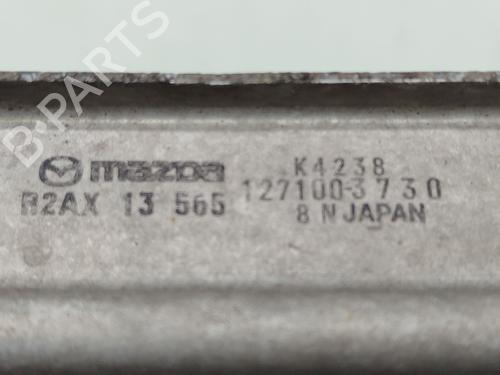 B-PARTS
mazda
R2AX 13 565
K4238
127100-3730
8 N JAPAN